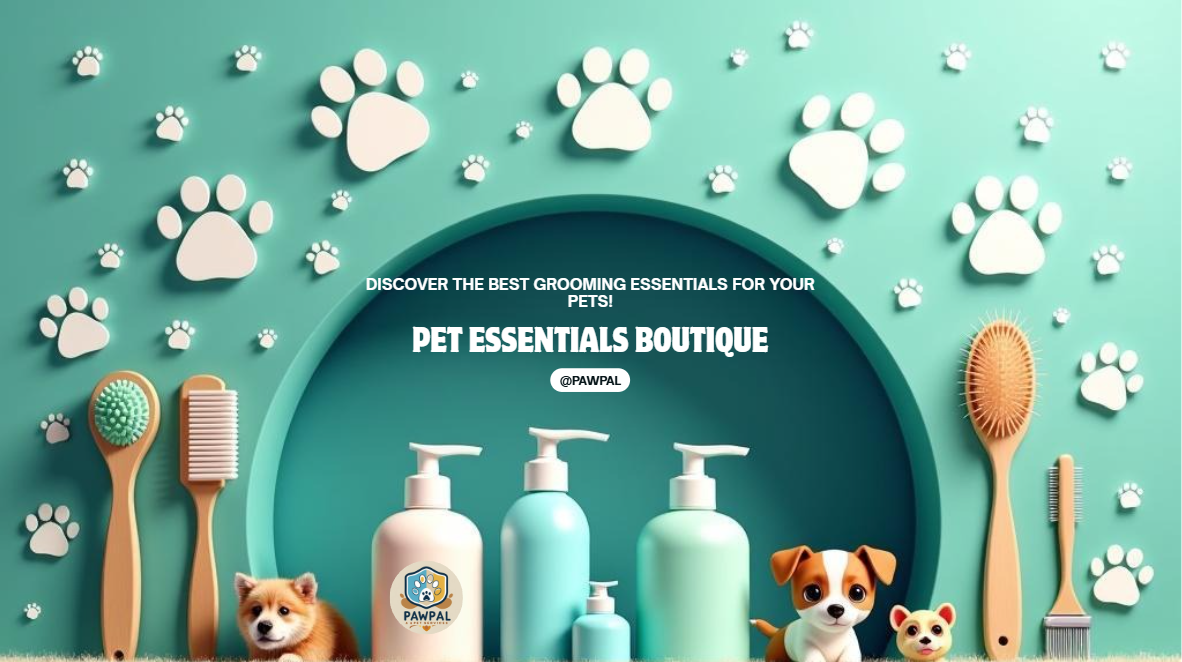 DISCOVER THE BEST GROOMING ESSENTIALS FOR YOUR
PETS!
PET ESSENTIALS BOUTIQUE
@PAWPAL
PAWPAL